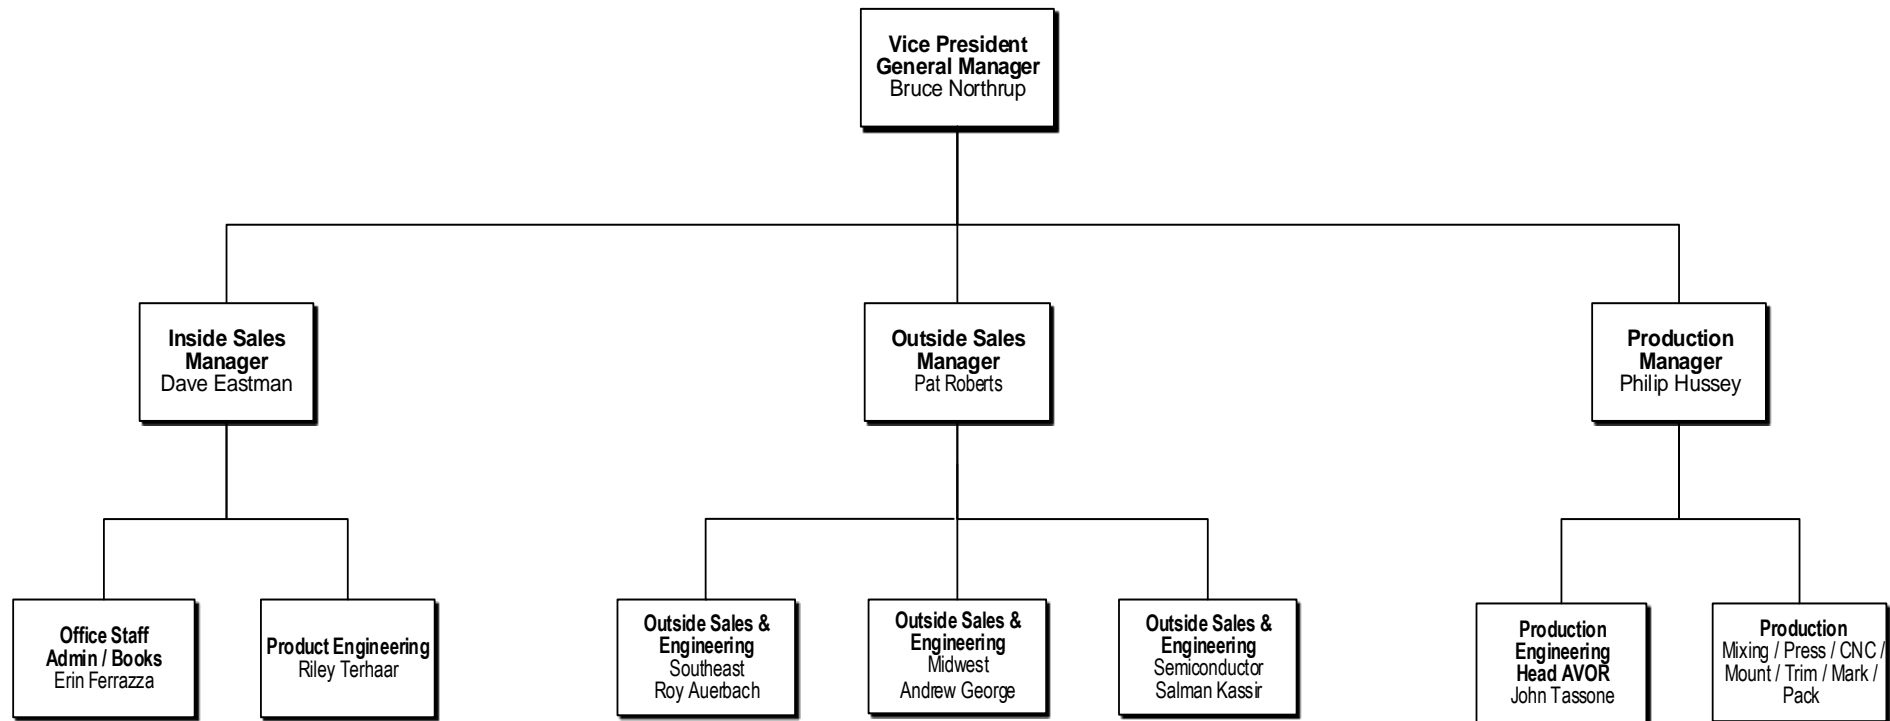 Vice President
General Manager
Bruce Northrup
Inside Sales
Manager
Dave Eastman
Outside Sales
Manager
Pat Roberts
Production
Manager
Philip Hussey
Office Staff
Admin / Books
Erin Ferrazza
Product Engineering
Riley Terhaar
Outside Sales &
Engineering
Southeast
Roy Auerbach
Outside Sales &
Engineering
Midwest
Andrew George
Outside Sales &
Engineering
Semiconductor
Salman Kassir
Production
Engineering
Head AVOR
John Tassone
Production
Mixing / Press / CNC /
Mount / Trim / Mark /
Pack